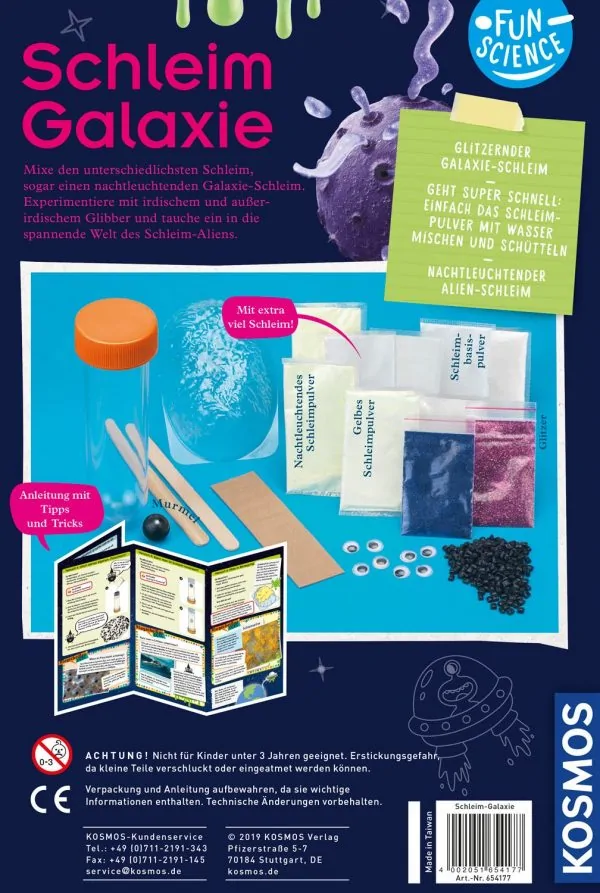 FUN
SCIENCE
Schleim
Galaxie
Mixe den unterschiedlichsten Schleim,
sogar einen nachtleuchtenden Galaxie-Schleim.
Experimentiere mit irdischem und außer-
irdischem Glibber und tauche ein in die
spannende Welt des Schleim-Aliens.
GLITZERNDER
GALAXIE-SCHLEIM
—
GEHT SUPER SCHNELL:
EINFACH DAS SCHLEIM-
PULVER MIT WASSER
MISCHEN UND SCHÜTTELN
—
NACHTLEUCHTENDER
ALIEN-SCHLEIM
Mit extra
viel Schleim!
Nachtleuchtendes
Schleimpulver
Gelbes
Schleimpulver
Schleim-
basis-
pulver
Glitzer
Murmel
Anleitung mit
Tipps
und Tricks
0-3
ACHTUNG! Nicht für Kinder unter 3 Jahren geeignet. Erstickungsgefahr,
da kleine Teile verschluckt oder eingeatmet werden können.
CE
Verpackung und Anleitung aufbewahren, da sie wichtige
Informationen enthalten. Technische Änderungen vorbehalten.
KOSMOS-Kundenservice
Tel.: +49 (0)711-2191-343
Fax: +49 (0)711-2191-145
service@kosmos.de
© 2019 KOSMOS Verlag
Pfizerstraße 5-7
70184 Stuttgart, DE
kosmos.de
Made in Taiwan
Schleim-Galaxie
4 002051 654177
Art.-Nr. 654177
KOSMOS